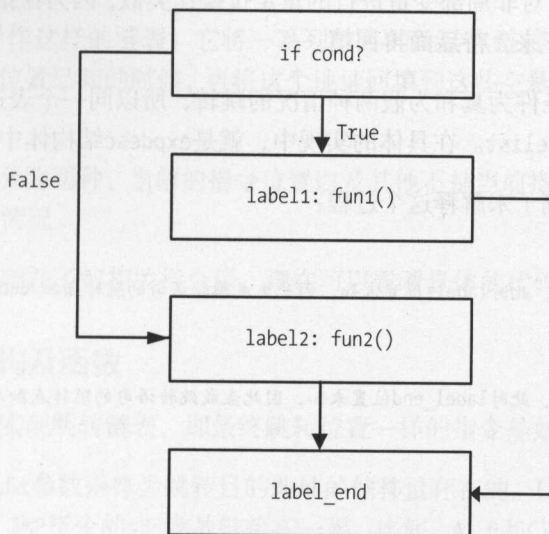 if cond?
True
False
label1: fun1()
label2: fun2()
label_end